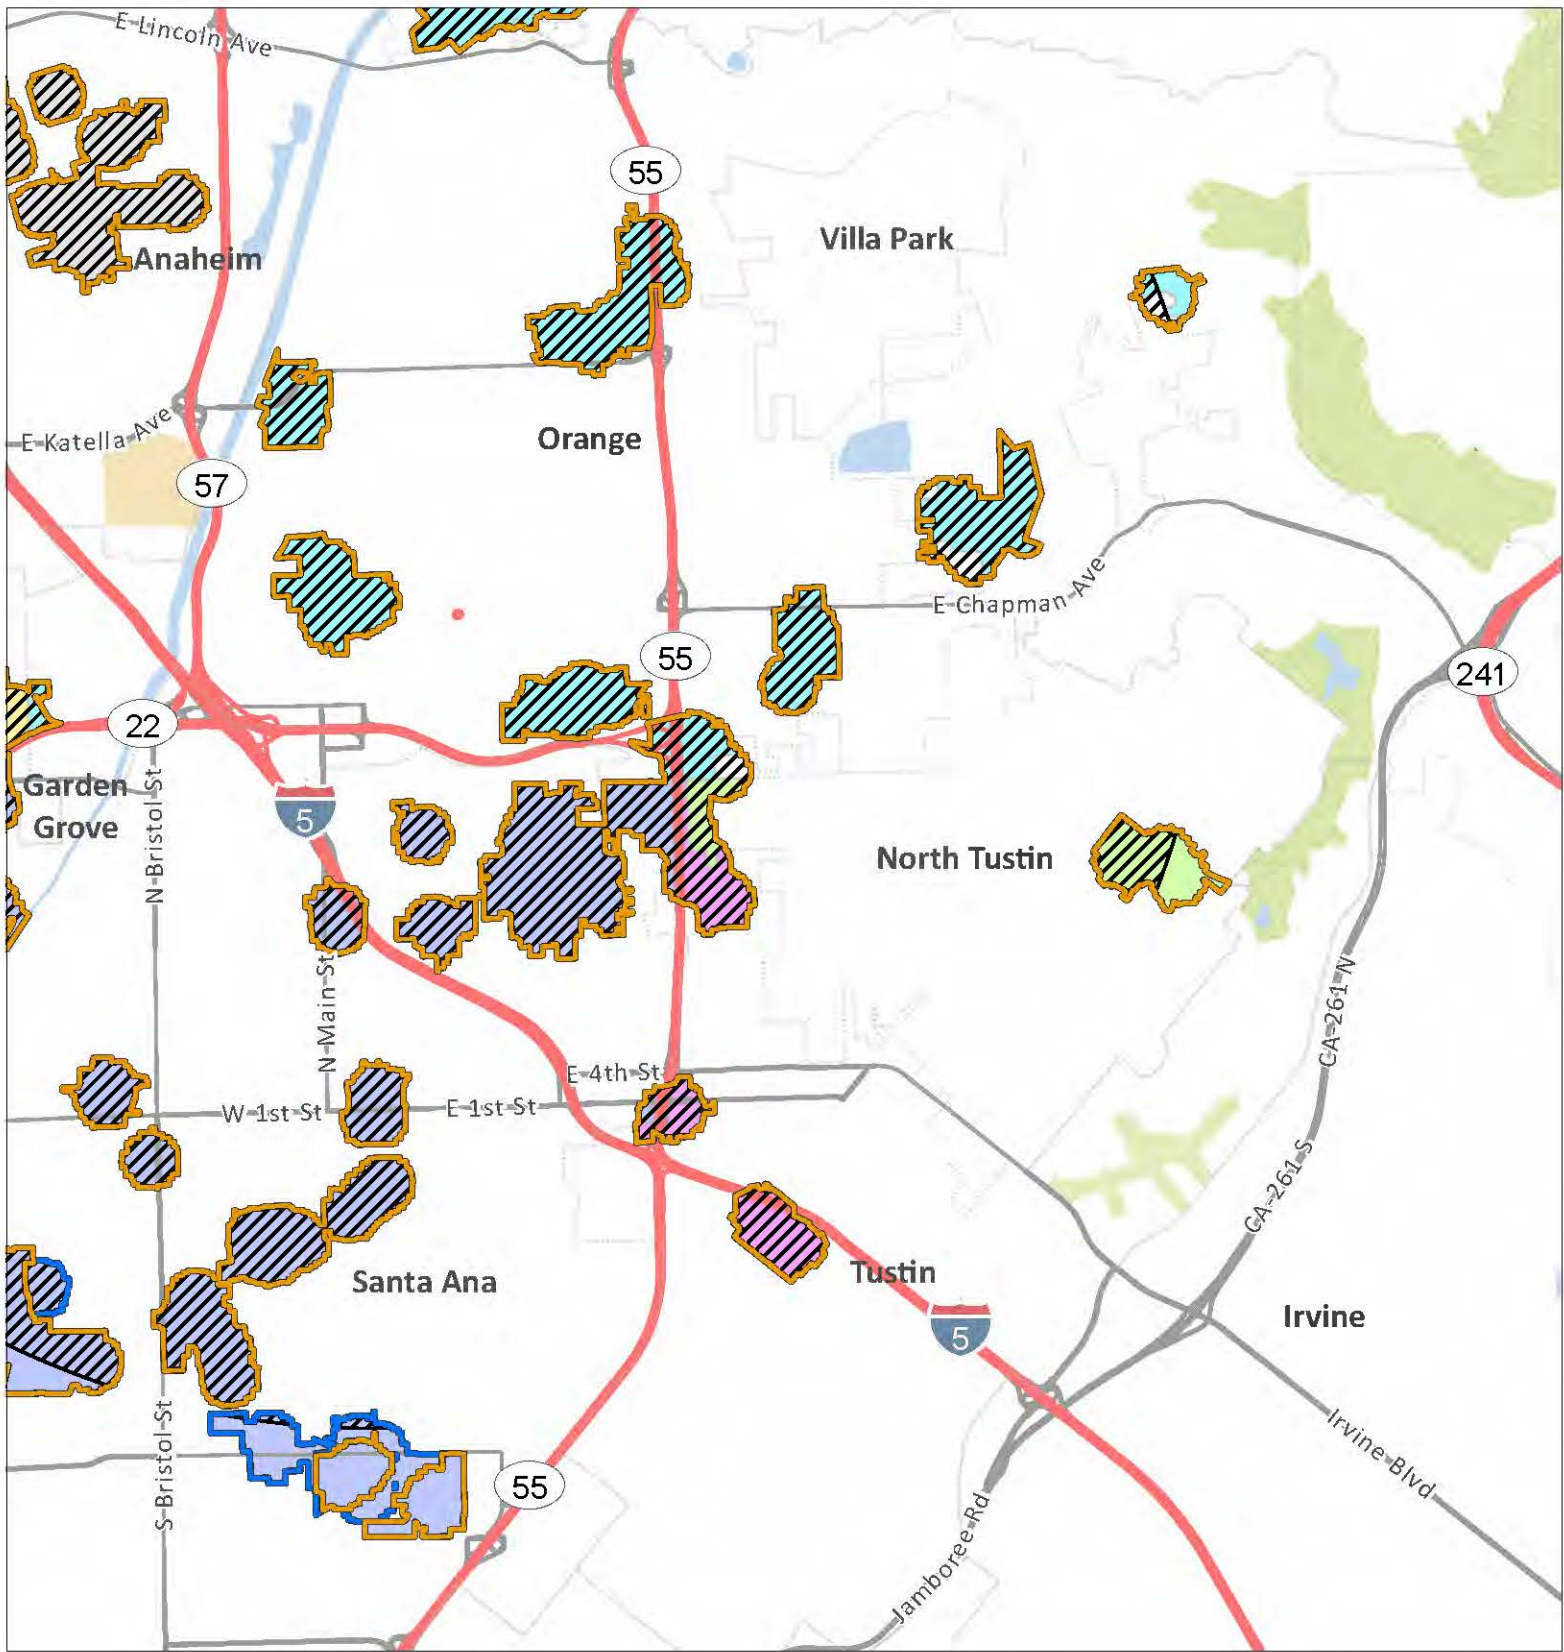 E Lincoln Ave
55
Villa Park
Anaheim
E Katella Ave
Orange
57
E Chapman Ave
55
241
22
Garden
Grove
N Bristol St
5
North Tustin
N Main St
CA-261 N
E 4th St
W 1st St
E 1st St
CA-261 S
Santa Ana
Tustin
Irvine
5
S Bristol St
55
Irvine Blvd
Jamboree Rd